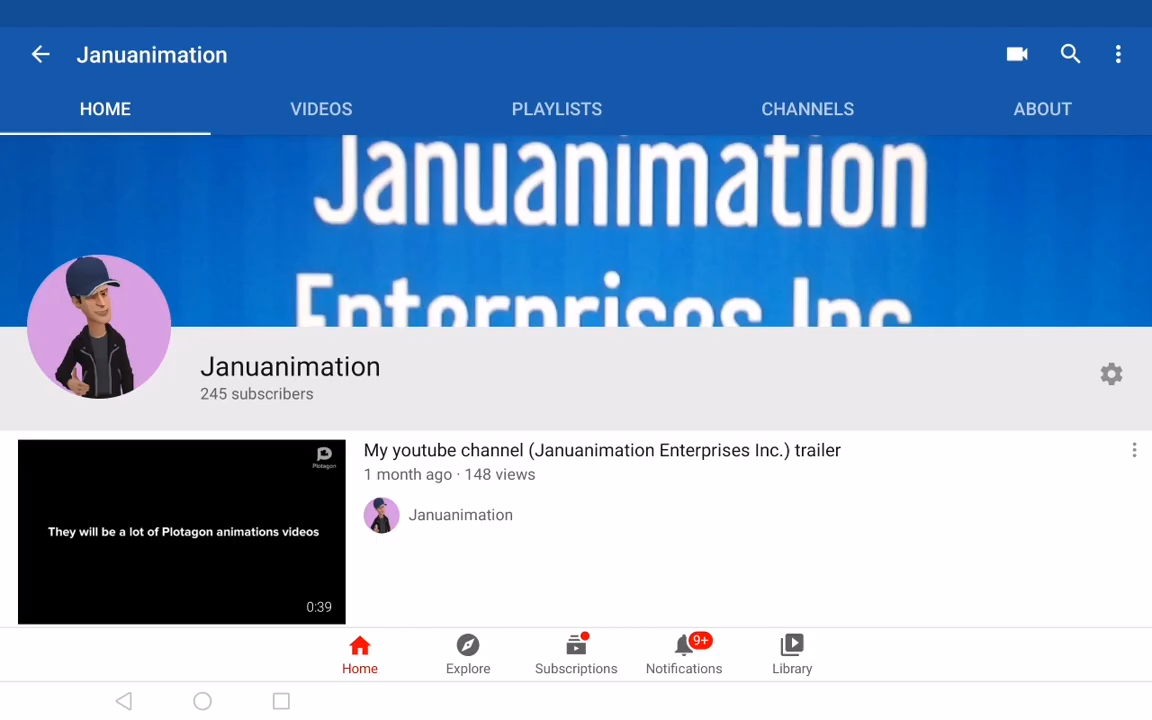 Januanimation
HOME
VIDEOS
PLAYLISTS
CHANNELS
ABOUT
Januanimation
Enterprises Inc.
Januanimation
245 subscribers
Plotagon
They will be a lot of Plotagon animations videos
0:39
My youtube channel (Januanimation Enterprises Inc.) trailer
1 month ago · 148 views
Januanimation
Home
Explore
Subscriptions
9+
Notifications
Library